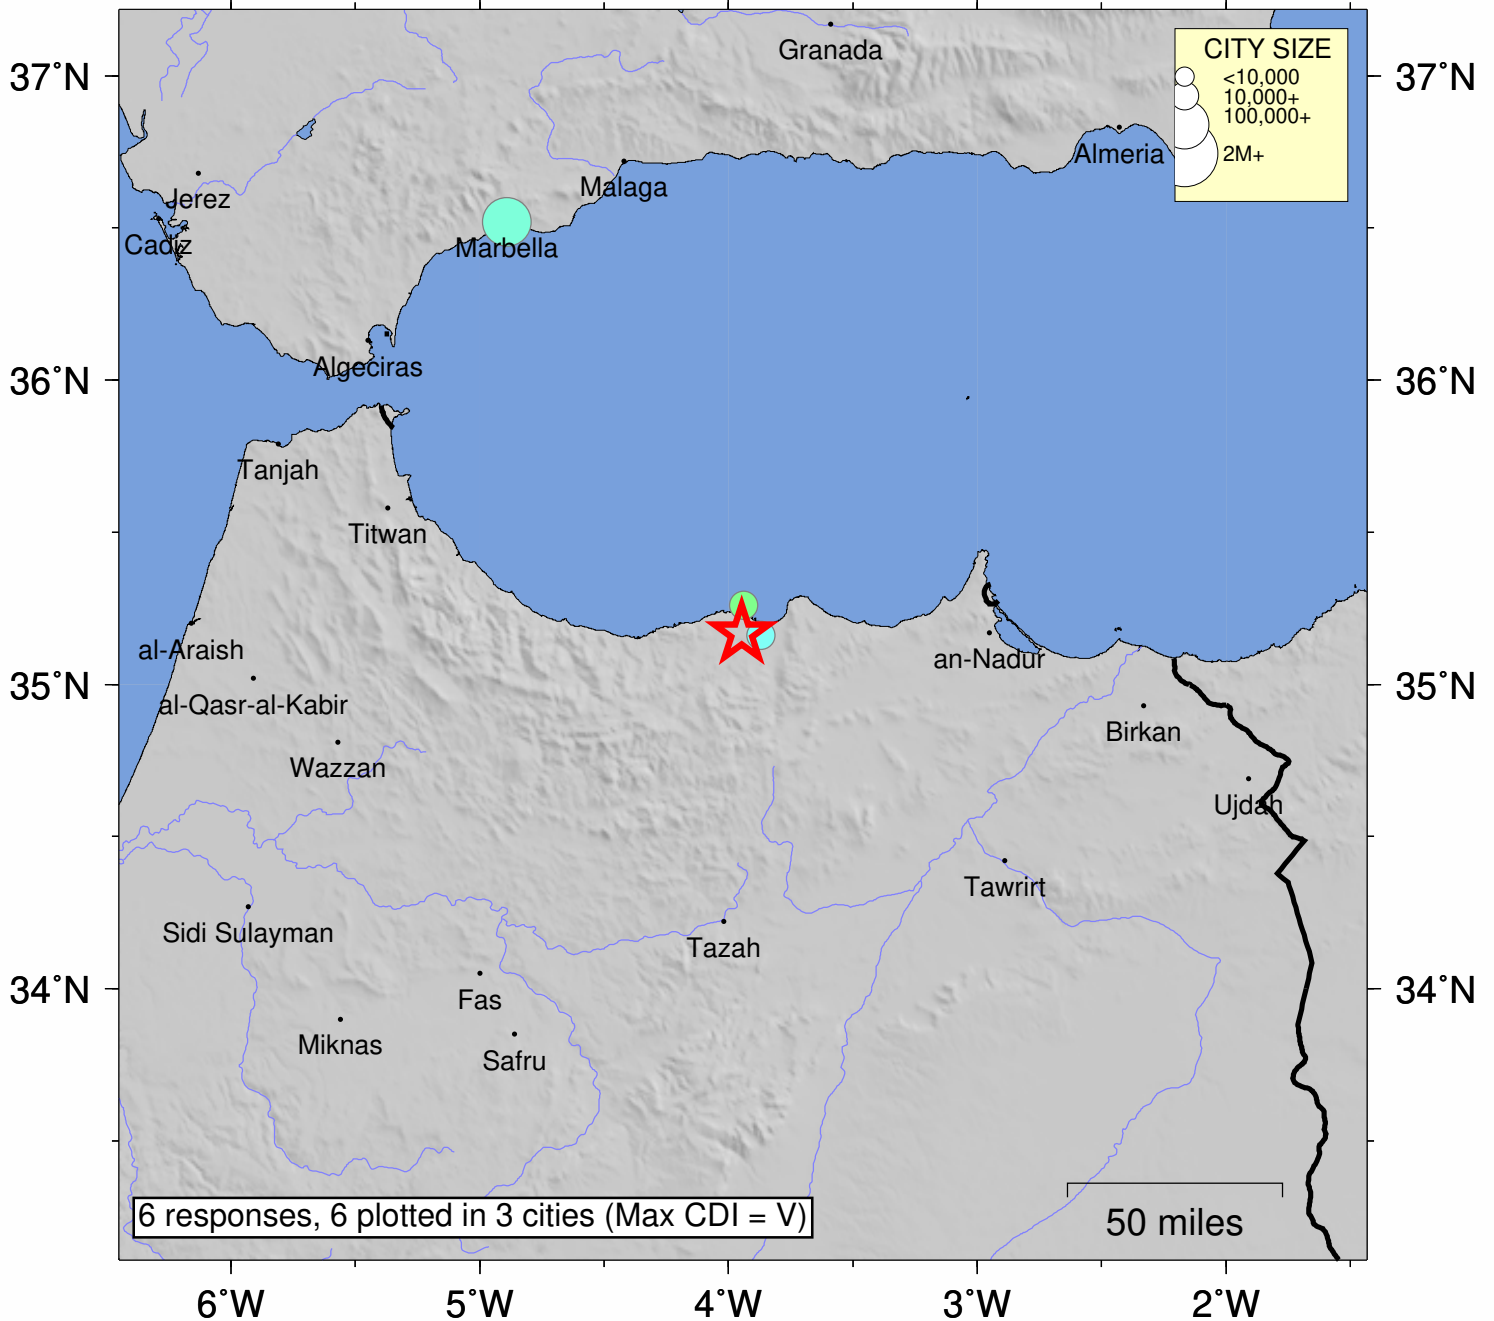 Granada
CITY SIZE
<10,000
10,000+
100,000+
2M+
37°N
37°N
Almeria
Malaga
Jerez
Cadiz
Marbella
Algeciras
36°N
36°N
Tanjah
Titwan
al-Araish
an-Nadur
35°N
35°N
al-Qasr-al-Kabir
Birkan
Wazzan
Ujdah
Tawrirt
Sidi Sulayman
Tazah
34°N
34°N
Fas
Miknas
Safru
6 responses, 6 plotted in 3 cities (Max CDI = V)
50 miles
6°W
5°W
4°W
3°W
2°W